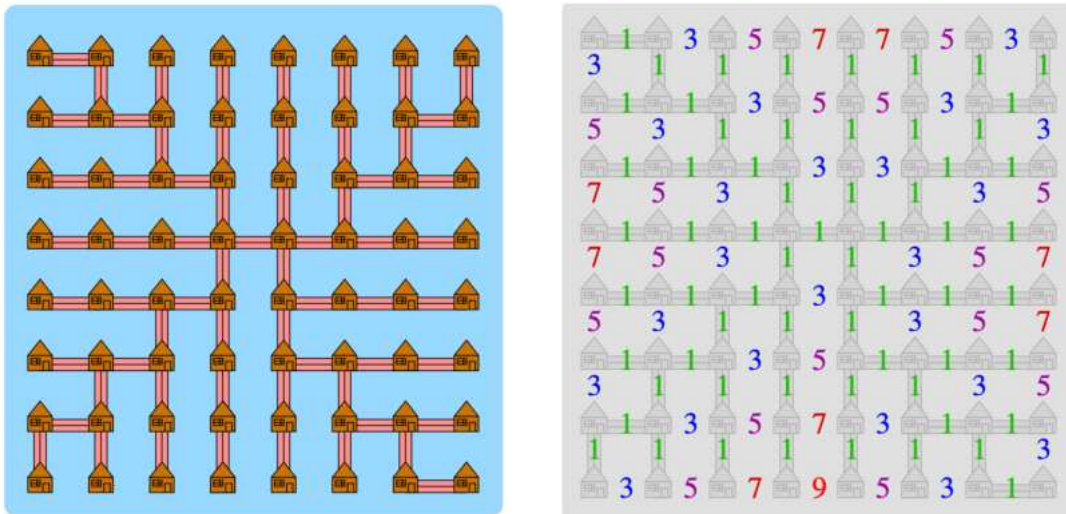 1 3 5 7 7 5 3
3 1 1 1 1 1 1 1
1 1 3 5 5 3 1
5 3 1 1 1 1 1 3
1 1 1 3 3 1 1
7 5 3 1 1 1 3 5
1 1 1 1 1 1 1
7 5 3 1 1 3 5 7
1 1 1 3 1 1 1
5 3 1 1 1 3 5 7
1 1 3 5 1 1 1
3 1 1 1 1 1 3 5
1 3 5 7 3 1 1
1 1 1 1 1 1 1 3
3 5 7 9 5 3 1